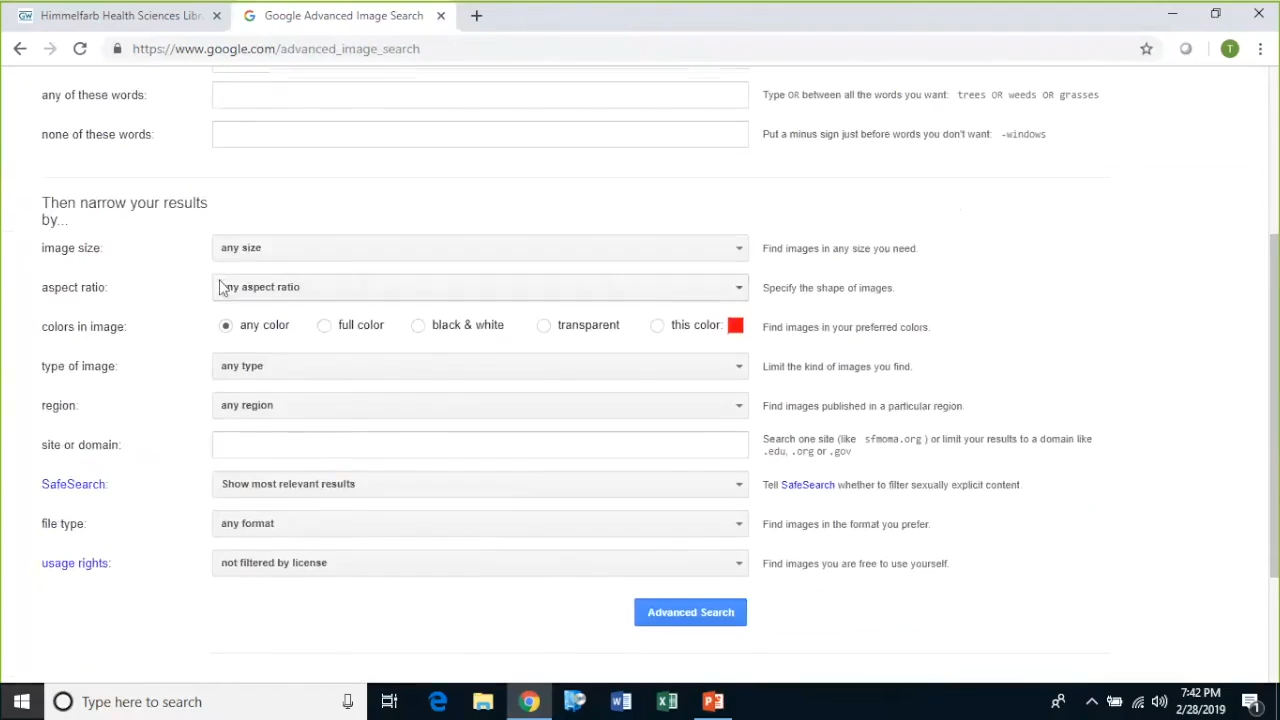 Himmelfarb Health Sciences Libr
Google Advanced Image Search
https://www.google.com/advanced_image_search
T
any of these words:
Type OR between all the words you want: trees OR weeds OR grasses
none of these words:
Put a minus sign just before words you don't want: -windows
Then narrow your results
by...
image size:
any size
Find images in any size you need.
aspect ratio:
any aspect ratio
Specify the shape of images.
colors in image:
any color
full color
black & white
transparent
this color:
Find images in your preferred colors.
type of image:
any type
Limit the kind of images you find.
region:
any region
Find images published in a particular region.
site or domain:
Search one site (like sfmoma.org ) or limit your results to a domain like
.edu, .org or .gov
SafeSearch:
Show most relevant results
Tell SafeSearch whether to filter sexually explicit content
file type:
any format
Find images in the format you prefer.
usage rights:
not filtered by license
Find images you are free to use yourself.
Advanced Search
Type here to search
7:42 PM
2/28/2019